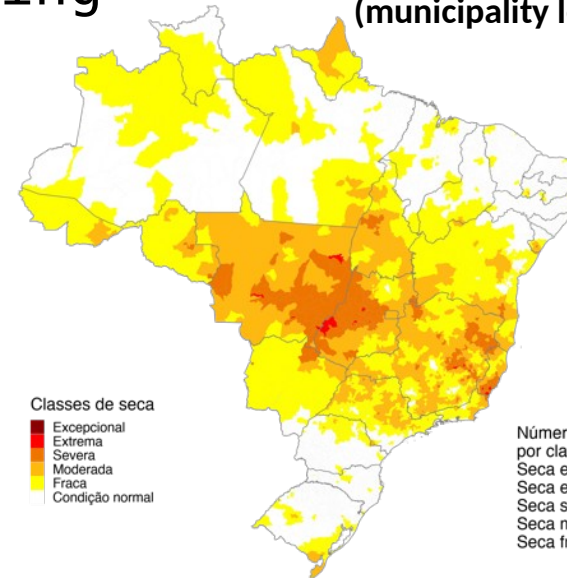 (municipality
Classes de seca
Excepcional
Extrema
Severa
Moderada
Fraca
Condição normal
por cla
Seca e
Seca e
Seca s
Seca n
Seca fr